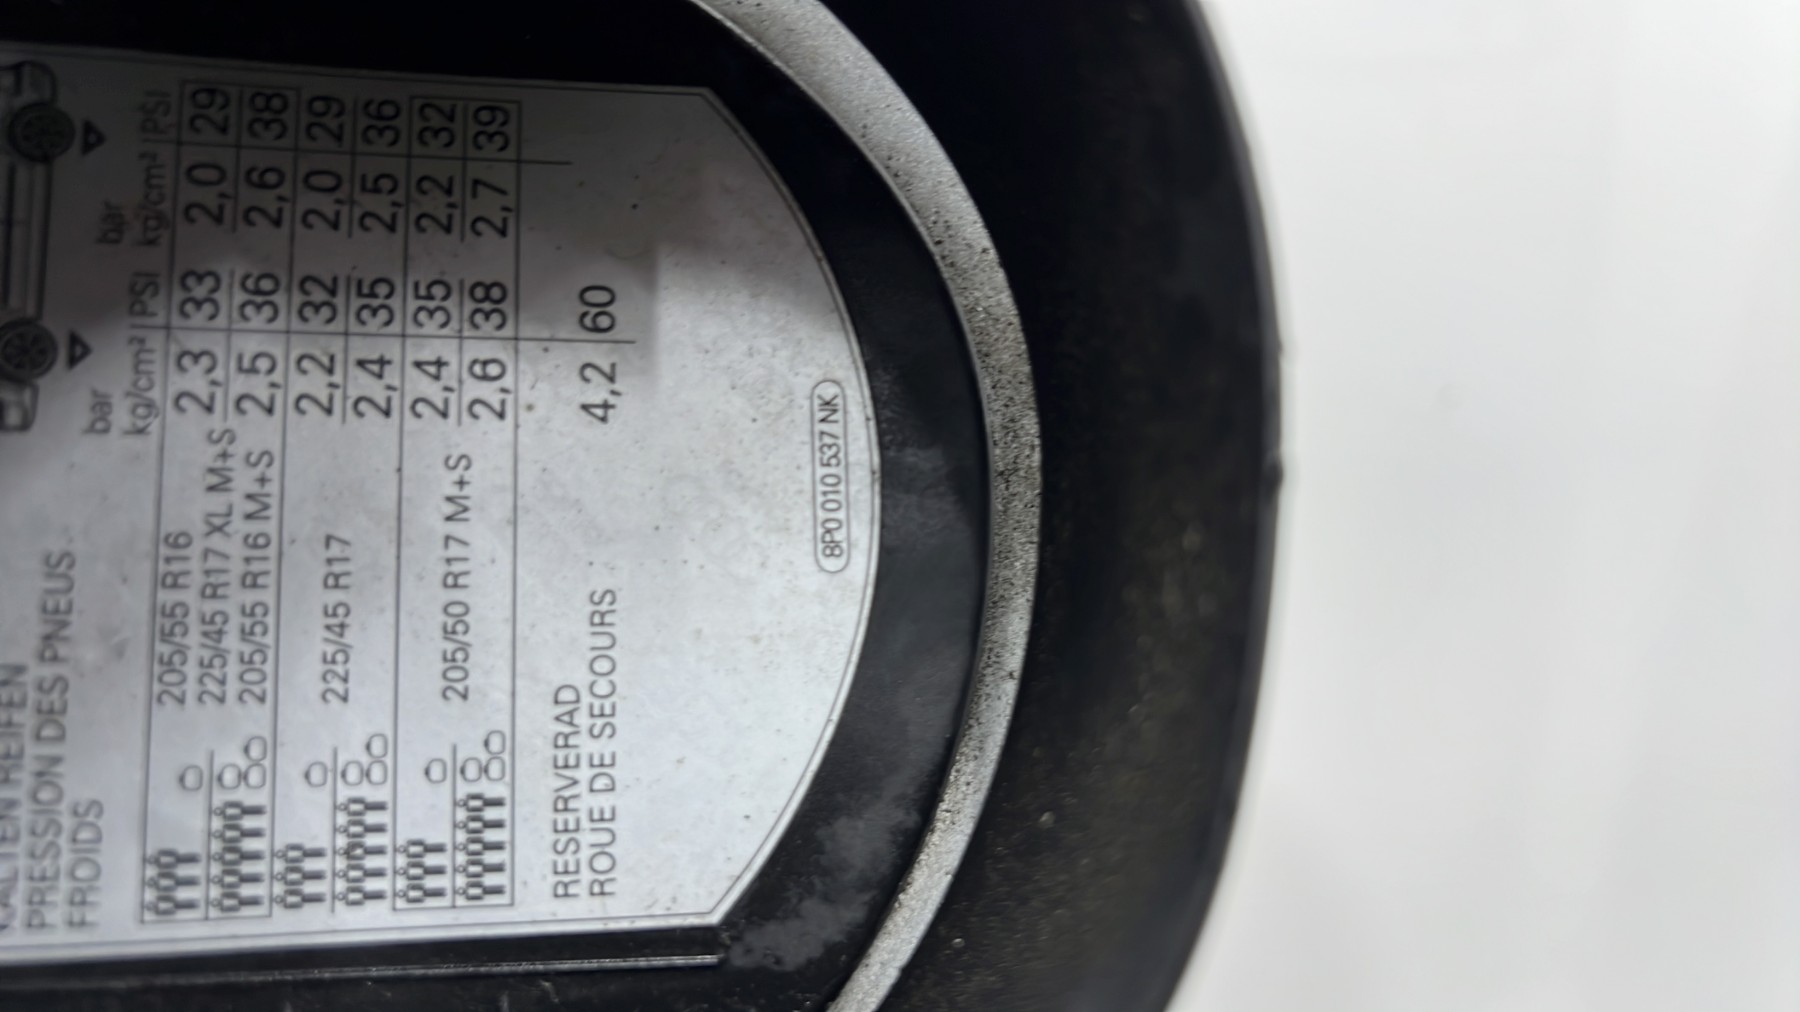 KALTEN REIFEN
PRESSION DES PNEUS
FROIDS
bar bar
kg/cm² PSI kg/cm² PSI
205/55 R16 2,3 33 2,0 29
225/45 R17 XL M+S
205/55 R16 M+S 2,5 36 2,6 38
2,2 32 2,0 29
225/45 R17
2,4 35 2,5 36
2,4 35 2,2 32
205/50 R17 M+S
2,6 38 2,7 39
RESERVERAD
ROUE DE SECOURS 4,2 60
8P0 010 537 NK